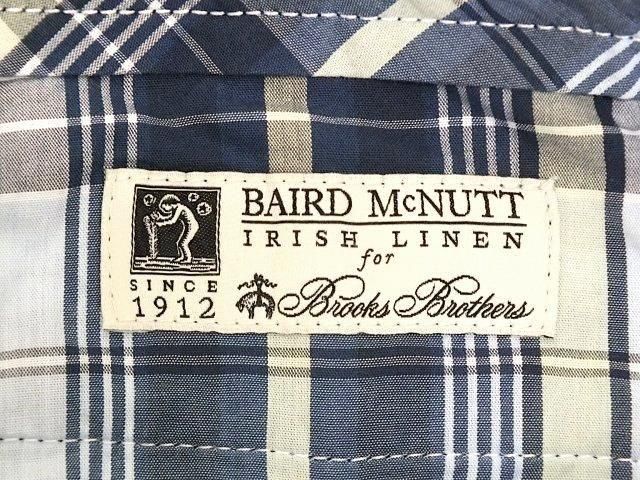 BAIRD McNUTT
IRISH LINEN
for
SINCE
1912
Brooks Brothers